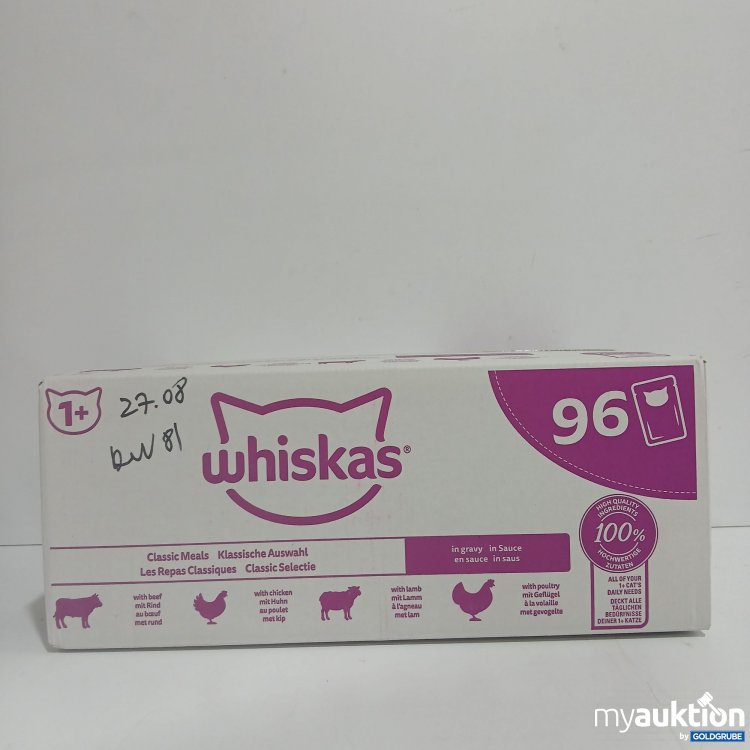 1+
27.08
whiskas®
96
HIGH QUALITY INGREDIENTS
100%
HOCHWERTIGE ZUTATEN
Classic Meals Klassische Auswahl
Les Repas Classiques Classic Selectie
in gravy in Sauce
en sauce in saus
with beef
mit Rind
au bœuf
met rund
with chicken
mit Huhn
au poulet
met kip
with lamb
mit Lamm
à l'agneau
met lam
with poultry
mit Geflügel
à la volaille
met gevogelte
ALL OF YOUR
1+ CAT'S
DAILY NEEDS
DECKT ALLE
TÄGLICHEN
BEDÜRFNISSE
DEINER 1+ KATZE
myauktion
by GOLDGRUBE